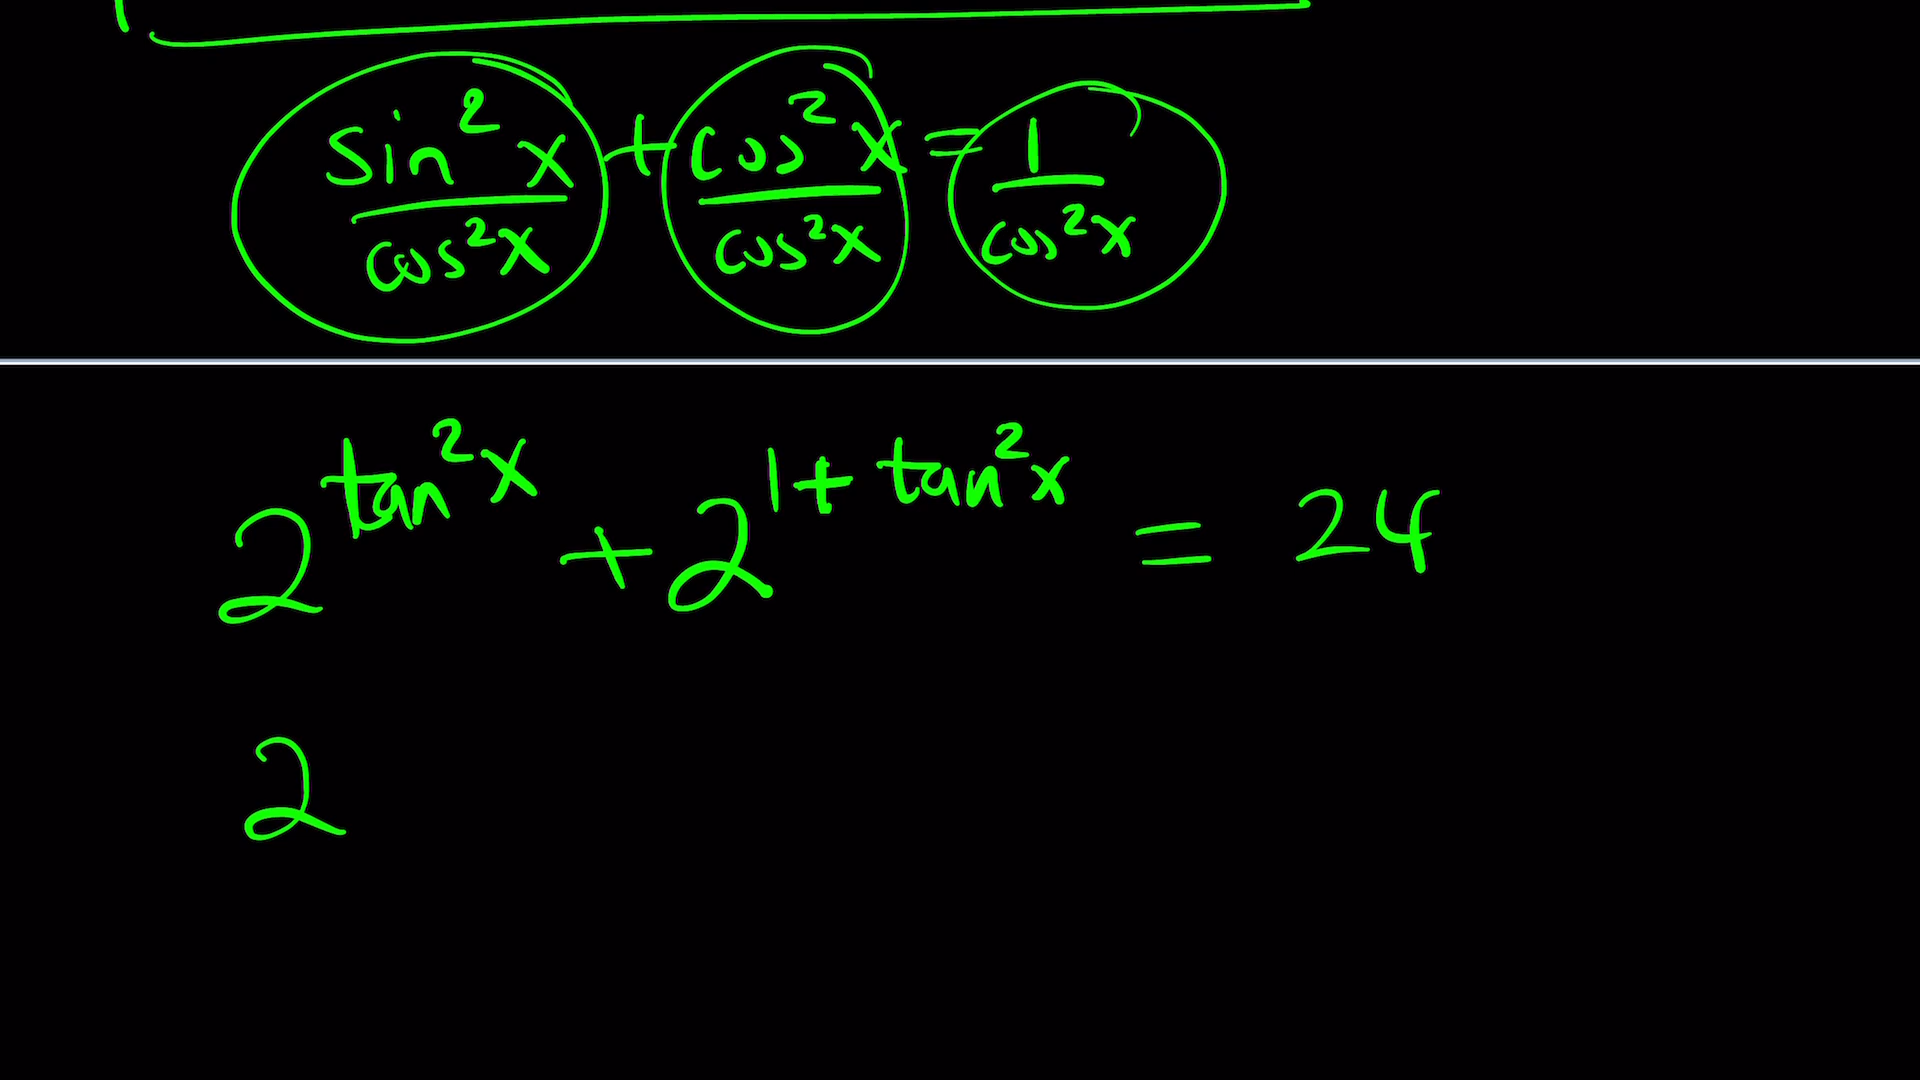 sin²x/cos²x + cos²x/cos²x = 1/cos²x
2^(tan²x) + 2^(1+tan²x) = 24
2